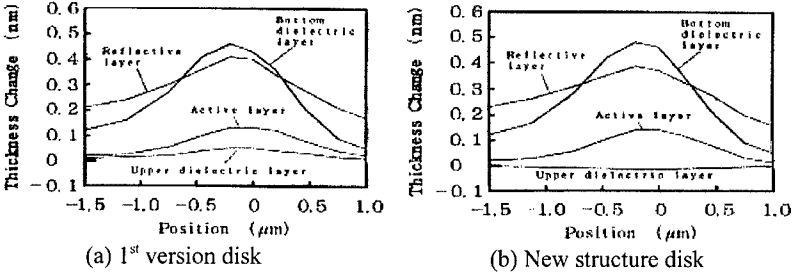 Thickness Change (nm)
0.6
0.5
0.4
0.3
0.2
0.1
0
-0.1
Reflective layer
Bottom dielectric layer
Active layer
Upper dielectric layer
-1.5 -1.0 -0.5 0 0.5 1.0
Position (μm)
(a) 1st version disk
Thickness Change (nm)
0.6
0.5
0.4
0.3
0.2
0.1
0
-0.1
Reflective layer
Bottom dielectric layer
Active layer
Upper dielectric layer
-1.5 -1.0 -0.5 0 0.5 1.0
Position (μm)
(b) New structure disk